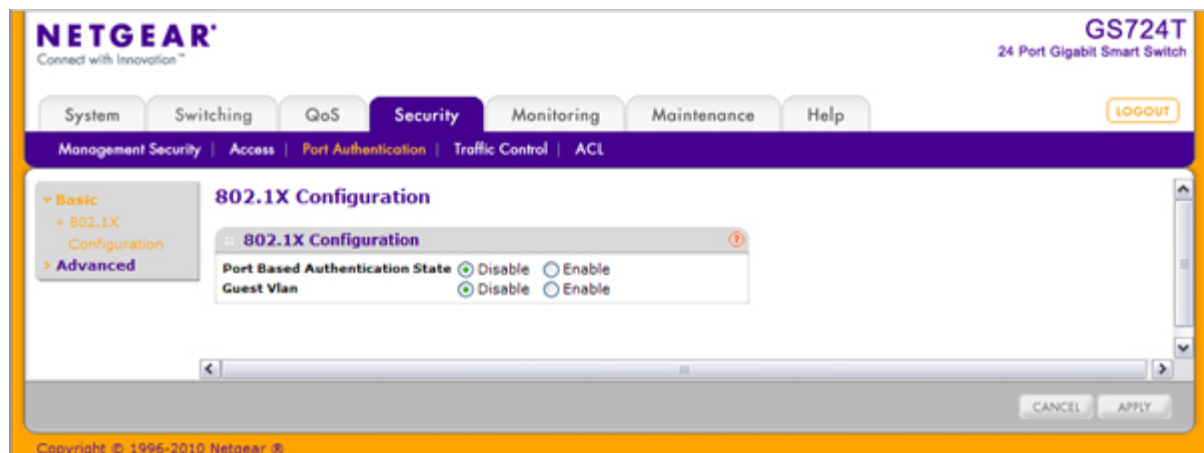 NETGEAR®
Connect with Innovation™
GS724T
24 Port Gigabit Smart Switch
System Switching QoS Security Monitoring Maintenance Help LOGOUT
Management Security | Access | Port Authentication | Traffic Control | ACL
Basic
» 802.1X
Configuration
Advanced
802.1X Configuration
802.1X Configuration ?
Port Based Authentication State Disable Enable
Guest Vlan Disable Enable
CANCEL APPLY
Copyright © 1996-2010 Netgear ®